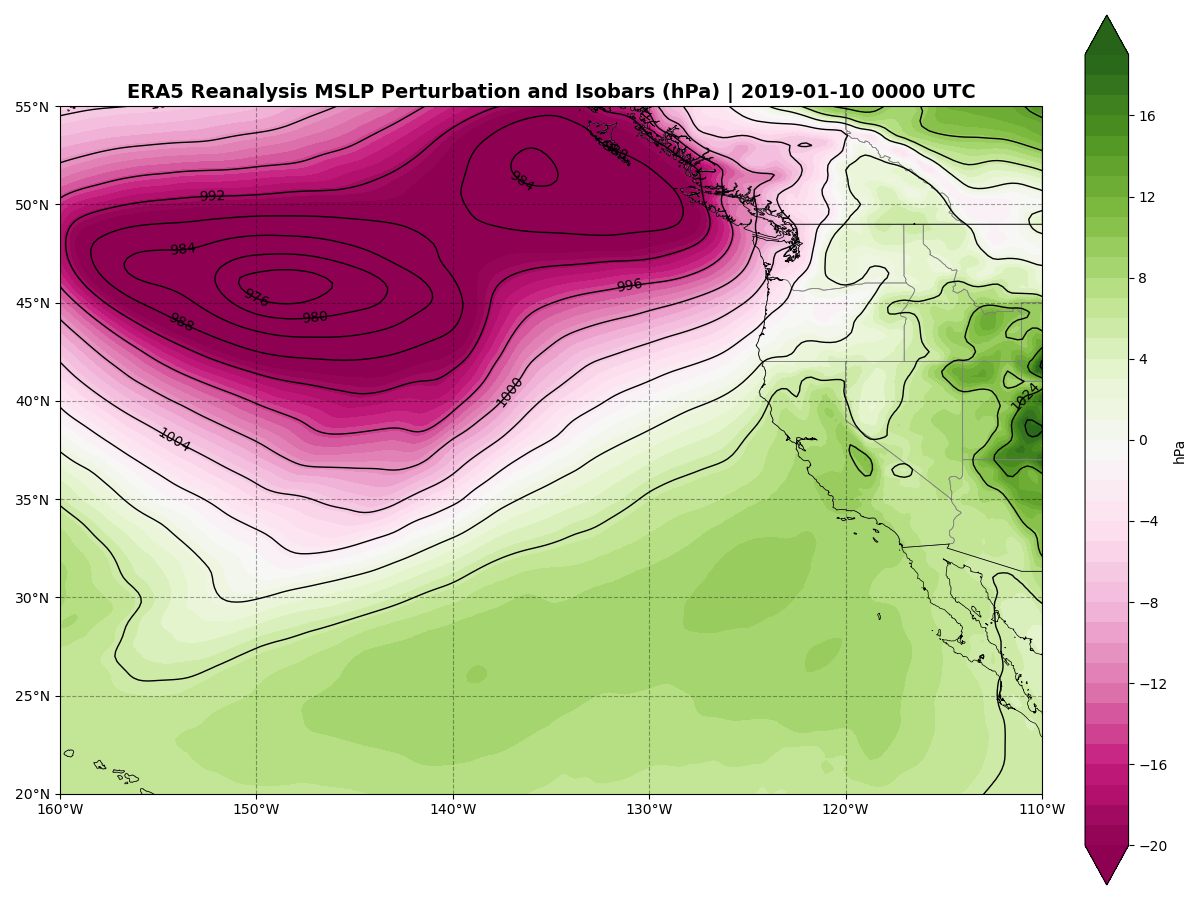 ERA5 Reanalysis MSLP Perturbation and Isobars (hPa) | 2019-01-10 0000 UTC
55°N
50°N
45°N
40°N
35°N
30°N
25°N
20°N
160°W
150°W
140°W
130°W
120°W
110°W
992
984
984
976
980
988
996
1000
1004
1024
16
12
8
4
0
−4
−8
−12
−16
−20
hPa